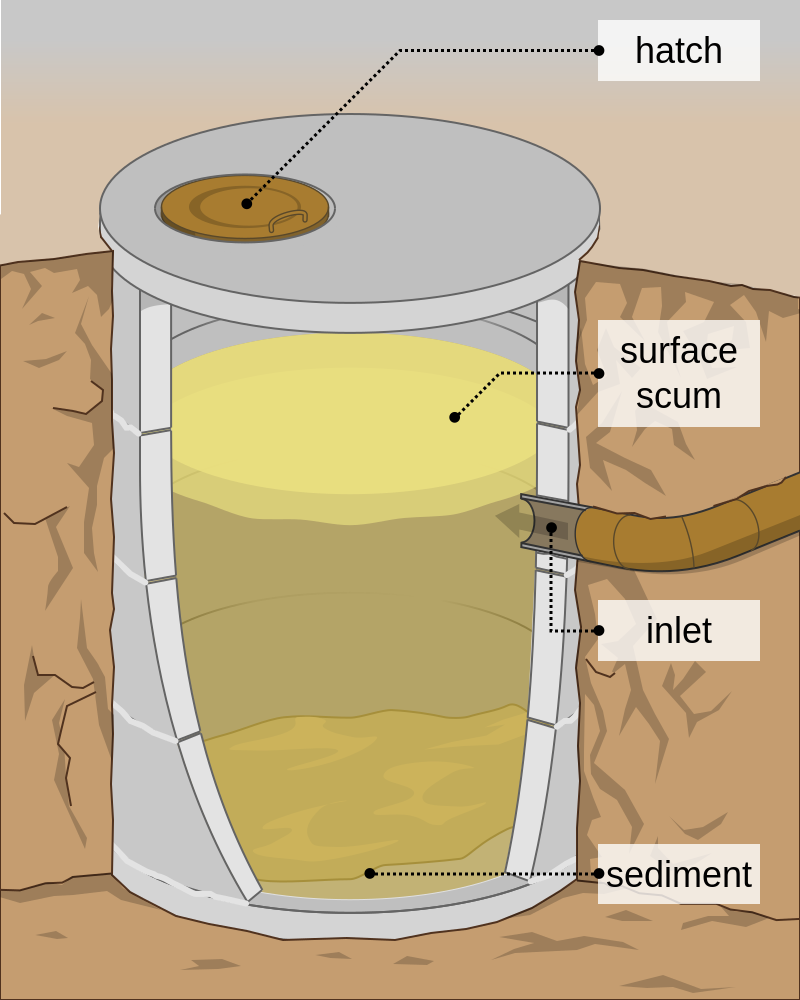 hatch
surface
scum
inlet
sediment